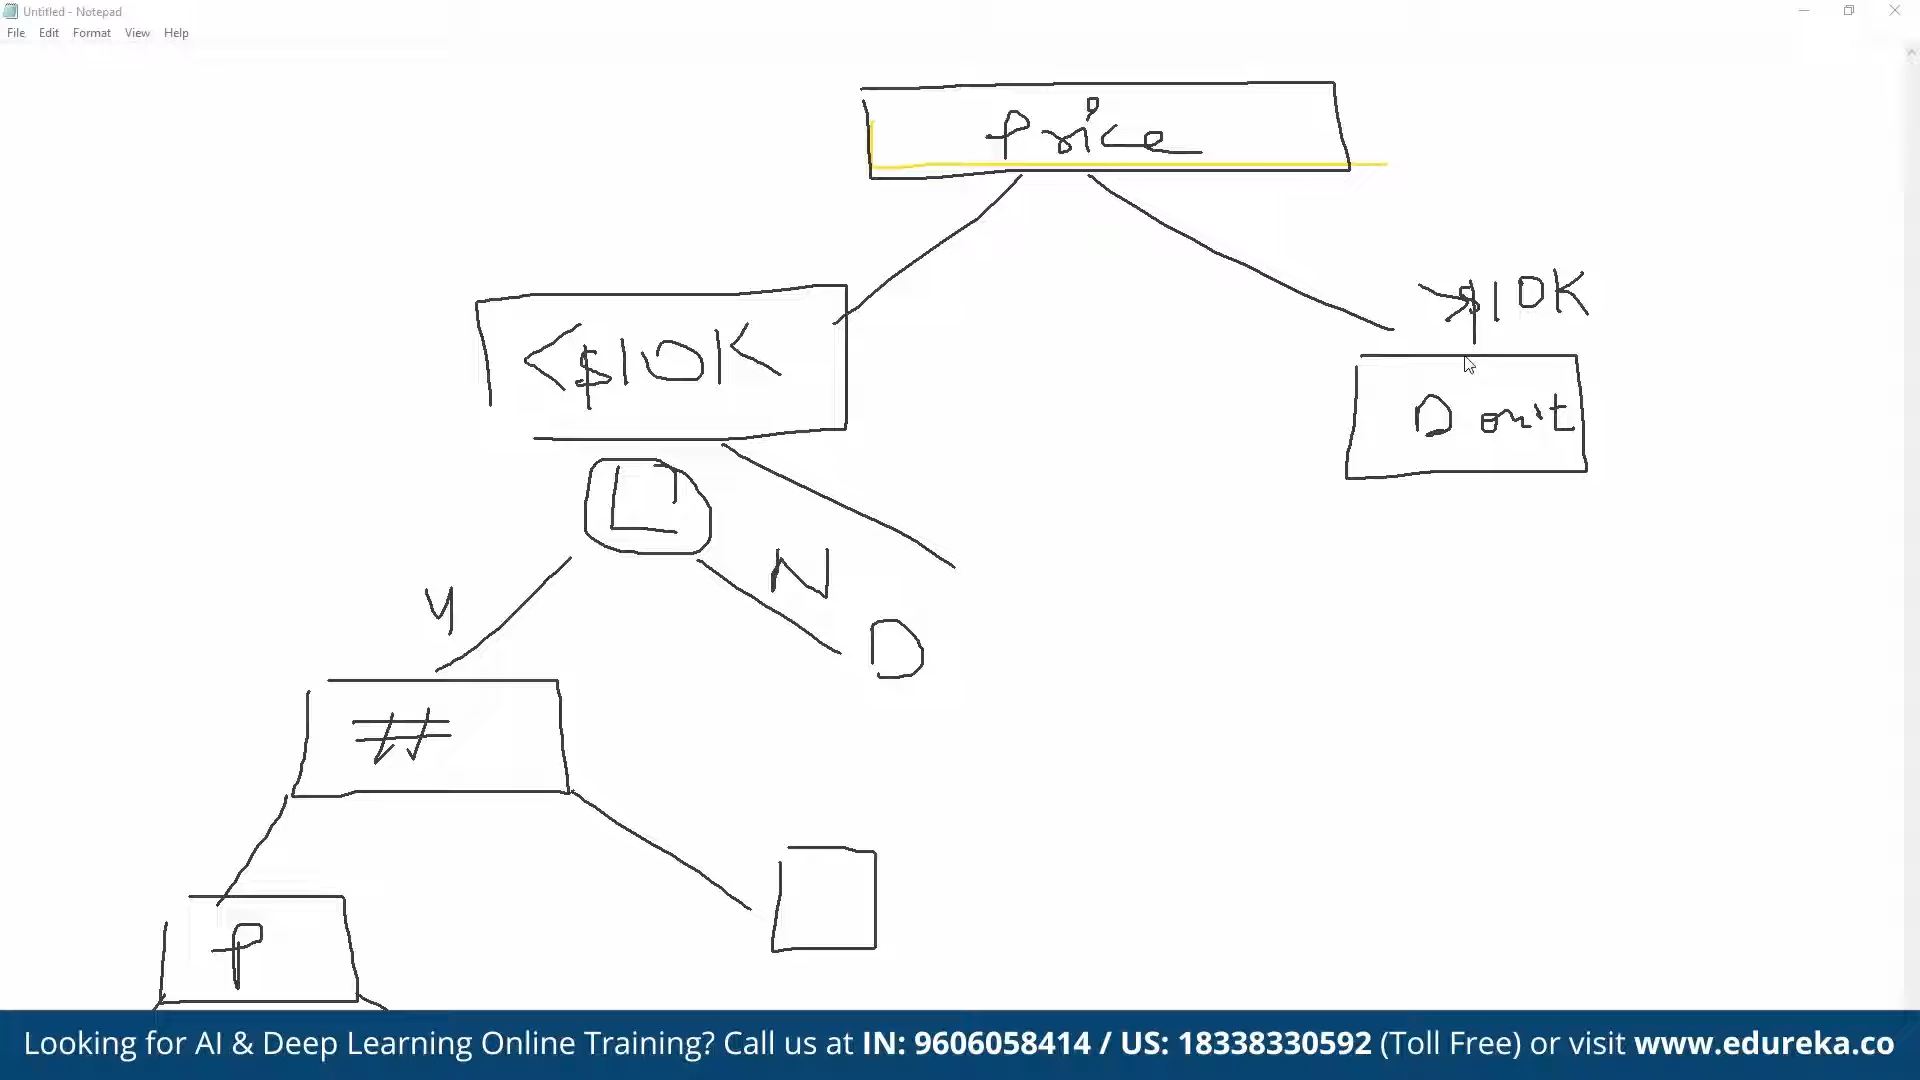 Untitled - Notepad
File Edit Format View Help
Price
>$10K
<$10K
D omit
L
N
Y
D
#
P
Looking for AI & Deep Learning Online Training? Call us at IN: 9606058414 / US: 18338330592 (Toll Free) or visit www.edureka.co